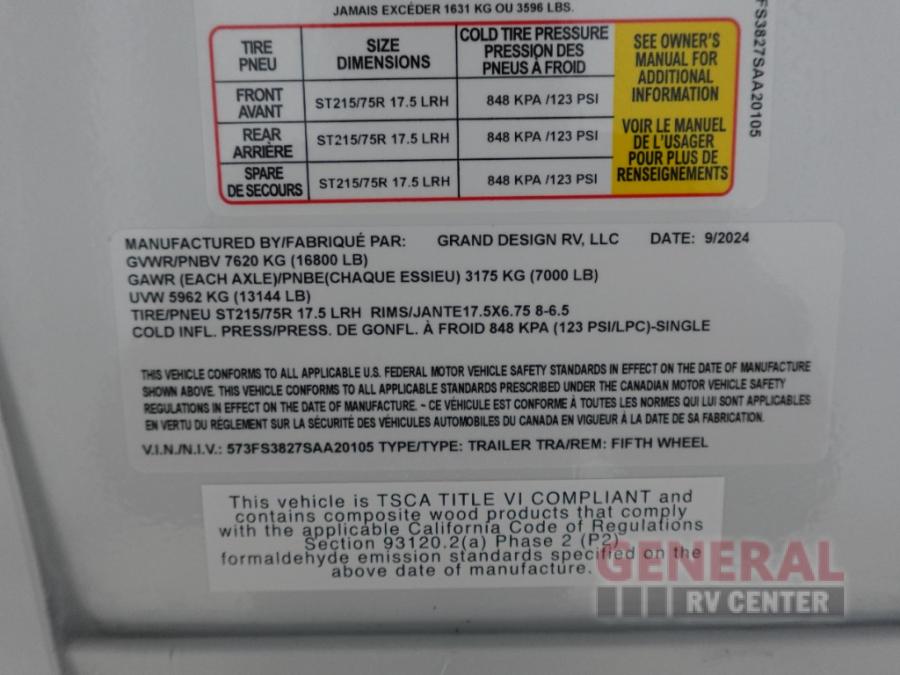 JAMAIS EXCÉDER 1631 KG OU 3596 LBS.
TIRE
PNEU
SIZE
DIMENSIONS
COLD TIRE PRESSURE
PRESSION DES
PNEUS À FROID
SEE OWNER'S
MANUAL FOR
ADDITIONAL
INFORMATION
VOIR LE MANUEL
DE L'USAGER
POUR PLUS DE
RENSEIGNEMENTS
FRONT
AVANT
ST215/75R 17.5 LRH
848 KPA /123 PSI
REAR
ARRIÈRE
ST215/75R 17.5 LRH
848 KPA /123 PSI
SPARE
DE SECOURS
ST215/75R 17.5 LRH
848 KPA /123 PSI
FS3827SAA20105
MANUFACTURED BY/FABRIQUÉ PAR: GRAND DESIGN RV, LLC DATE: 9/2024
GVWR/PNBV 7620 KG (16800 LB)
GAWR (EACH AXLE)/PNBE(CHAQUE ESSIEU) 3175 KG (7000 LB)
UVW 5962 KG (13144 LB)
TIRE/PNEU ST215/75R 17.5 LRH RIMS/JANTE17.5X6.75 8-6.5
COLD INFL. PRESS/PRESS. DE GONFL. À FROID 848 KPA (123 PSI/LPC)-SINGLE
THIS VEHICLE CONFORMS TO ALL APPLICABLE U.S. FEDERAL MOTOR VEHICLE SAFETY STANDARDS IN EFFECT ON THE DATE OF MANUFACTURE
SHOWN ABOVE. THIS VEHICLE CONFORMS TO ALL APPLICABLE STANDARDS PRESCRIBED UNDER THE CANADIAN MOTOR VEHICLE SAFETY
REGULATIONS IN EFFECT ON THE DATE OF MANUFACTURE. ~ CE VÉHICULE EST CONFORME À TOUTES LES NORMES QUI LUI SONT APPLICABLES
EN VERTU DU RÈGLEMENT SUR LA SÉCURITÉ DES VÉHICULES AUTOMOBILES DU CANADA EN VIGUEUR À LA DATE DE SA FABRICATION.
V.I.N./N.I.V.: 573FS3827SAA20105 TYPE/TYPE: TRAILER TRA/REM: FIFTH WHEEL
This vehicle is TSCA TITLE VI COMPLIANT and
contains composite wood products that comply
with the applicable California Code of Regulations
Section 93120.2(a) Phase 2 (P2)
formaldehyde emission standards specified on the
above date of manufacture.
GENERAL
RV CENTER